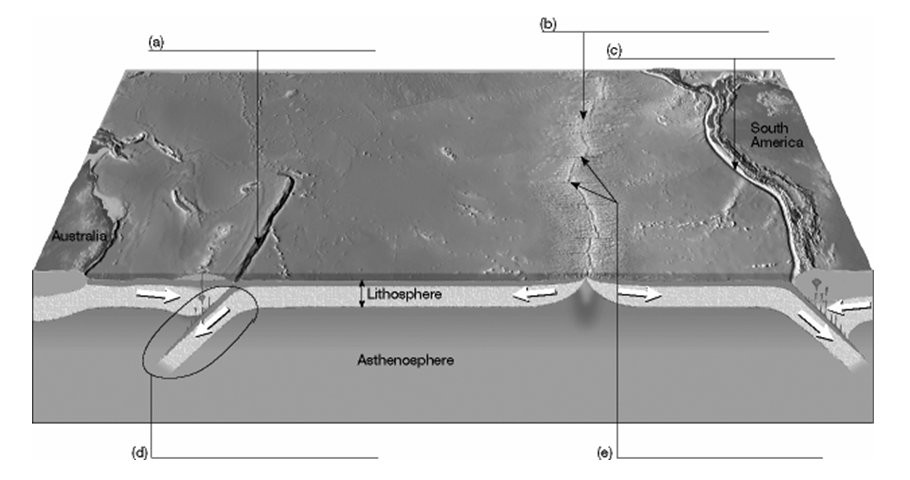 (b)
(a)
(c)
South
America
Australia
Lithosphere
Asthenosphere
(d)
(e)